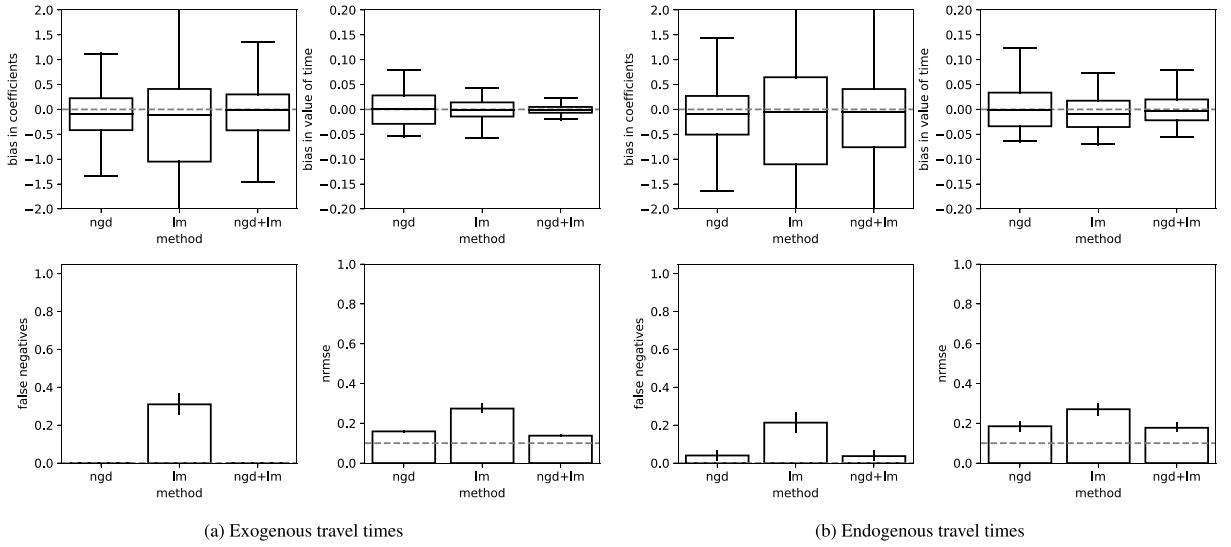 bias in coefficients
2.0
1.5
1.0
0.5
0.0
−0.5
−1.0
−1.5
−2.0
ngd lm ngd+lm
method
bias in value of time
0.20
0.15
0.10
0.05
0.00
−0.05
−0.10
−0.15
−0.20
ngd lm ngd+lm
method
false negatives
1.0
0.8
0.6
0.4
0.2
0.0
ngd lm ngd+lm
method
nrmse
1.0
0.8
0.6
0.4
0.2
0.0
ngd lm ngd+lm
method
(a) Exogenous travel times
bias in coefficients
2.0
1.5
1.0
0.5
0.0
−0.5
−1.0
−1.5
−2.0
ngd lm ngd+lm
method
bias in value of time
0.20
0.15
0.10
0.05
0.00
−0.05
−0.10
−0.15
−0.20
ngd lm ngd+lm
method
false negatives
1.0
0.8
0.6
0.4
0.2
0.0
ngd lm ngd+lm
method
nrmse
1.0
0.8
0.6
0.4
0.2
0.0
ngd lm ngd+lm
method
(b) Endogenous travel times